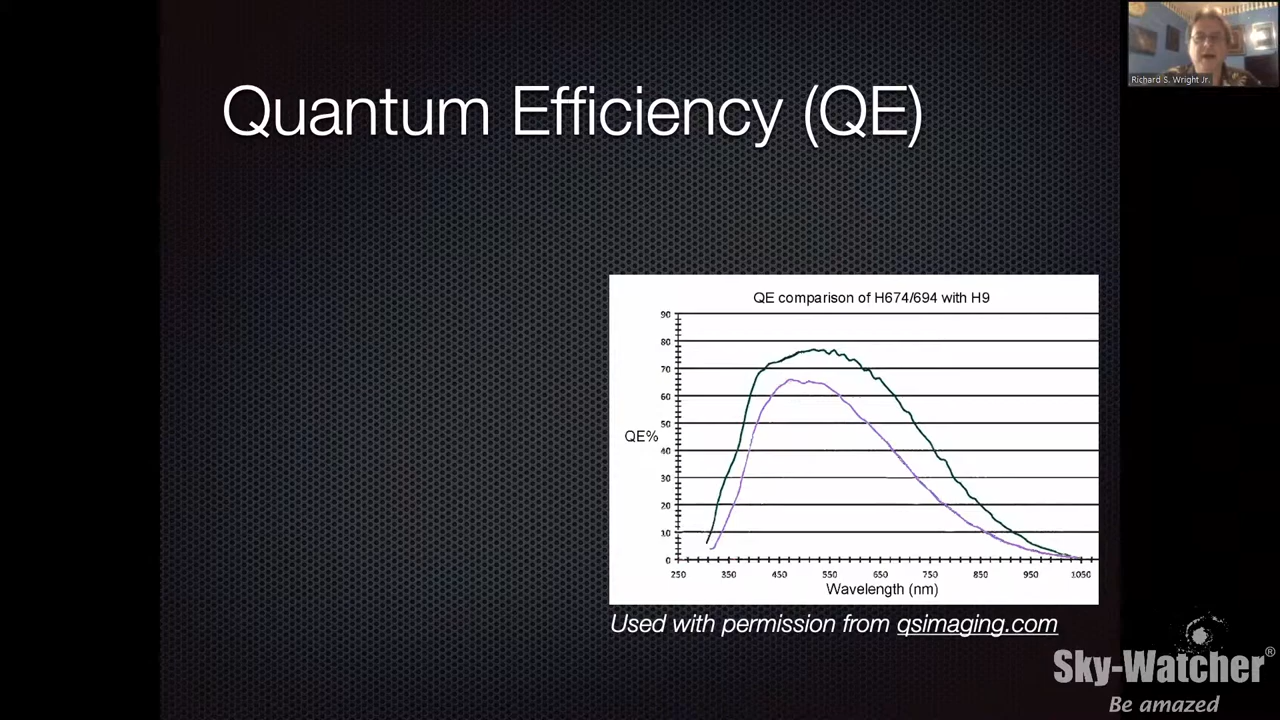 Quantum Efficiency (QE)
Richard S. Wright Jr.
QE comparison of H674/694 with H9
90
80
70
60
50
40
30
20
10
0
QE%
250 350 450 550 650 750 850 950 1050
Wavelength (nm)
Used with permission from qsimaging.com
Sky-Watcher®
Be amazed